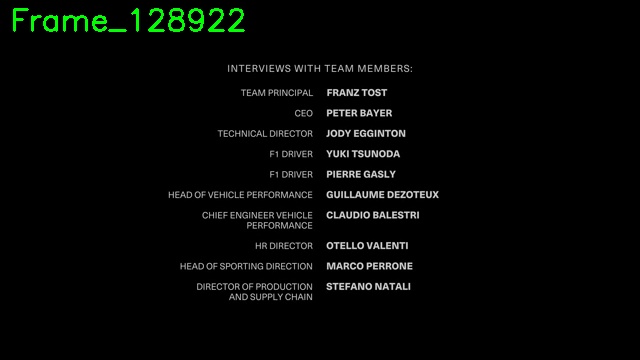 Frame_128922
INTERVIEWS WITH TEAM MEMBERS:
TEAM PRINCIPAL FRANZ TOST
CEO PETER BAYER
TECHNICAL DIRECTOR JODY EGGINTON
F1 DRIVER YUKI TSUNODA
F1 DRIVER PIERRE GASLY
HEAD OF VEHICLE PERFORMANCE GUILLAUME DEZOTEUX
CHIEF ENGINEER VEHICLE CLAUDIO BALESTRI
PERFORMANCE
HR DIRECTOR OTELLO VALENTI
HEAD OF SPORTING DIRECTION MARCO PERRONE
DIRECTOR OF PRODUCTION STEFANO NATALI
AND SUPPLY CHAIN